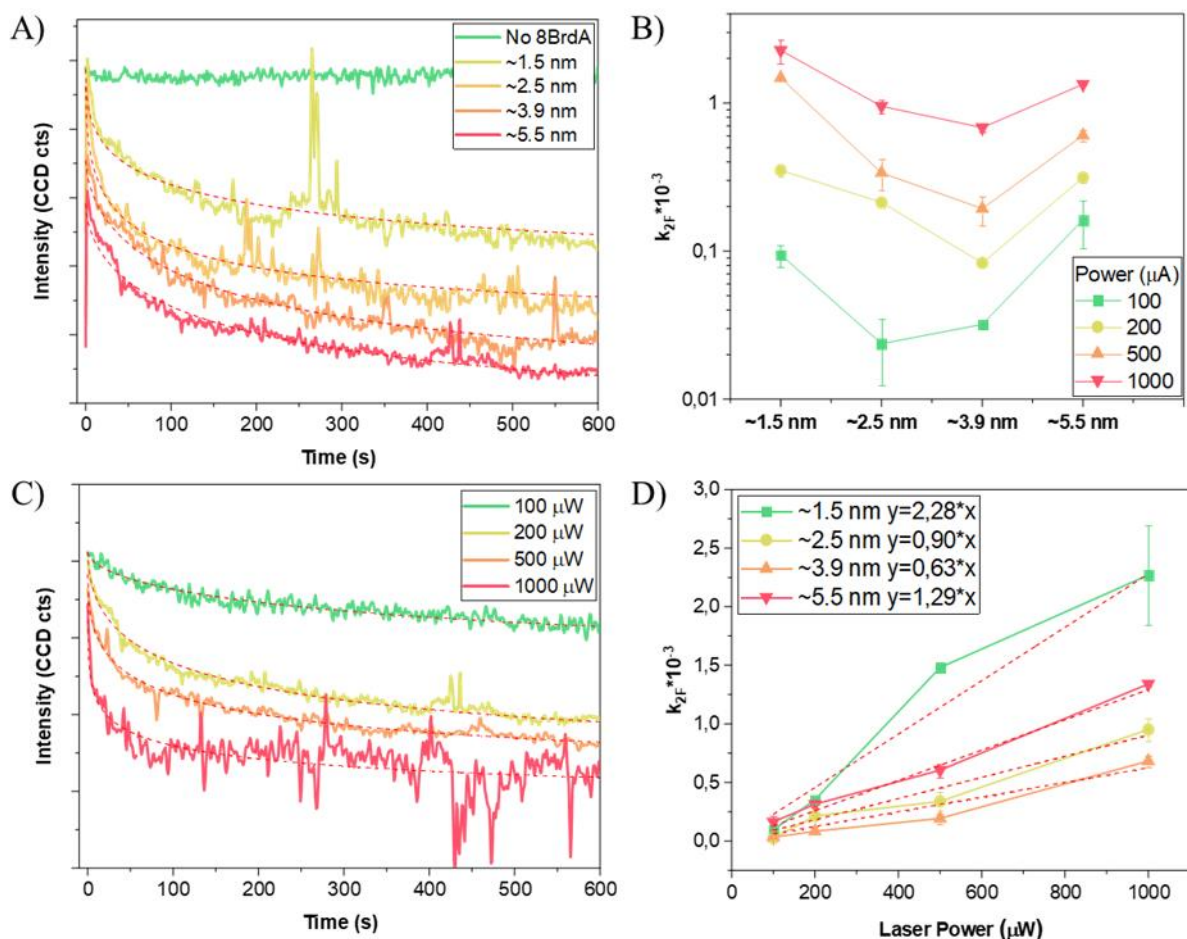 A)
Intensity (CCD cts)
No 8BrdA
~1.5 nm
~2.5 nm
~3.9 nm
~5.5 nm
0 100 200 300 400 500 600
Time (s)
B)
k2F*10-3
1
0,1
0,01
Power (μA)
100
200
500
1000
~1.5 nm ~2.5 nm ~3.9 nm ~5.5 nm
C)
Intensity (CCD cts)
100 μW
200 μW
500 μW
1000 μW
0 100 200 300 400 500 600
Time (s)
D)
k2F*10-3
3,0
2,5
2,0
1,5
1,0
0,5
0,0
~1.5 nm y=2,28*x
~2.5 nm y=0,90*x
~3.9 nm y=0,63*x
~5.5 nm y=1,29*x
0 200 400 600 800 1000
Laser Power (μW)